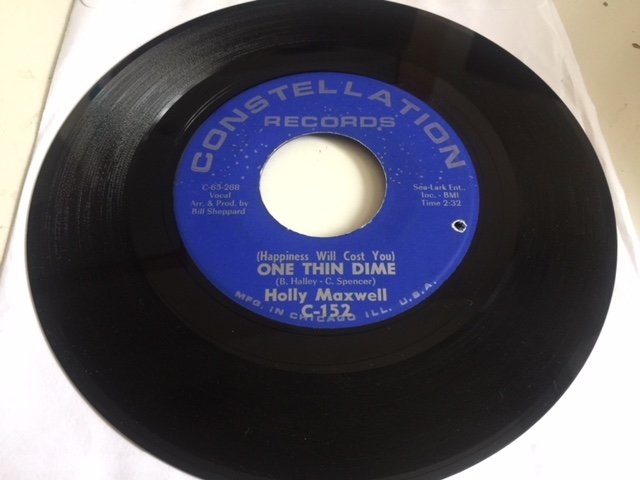 CONSTELLATION
RECORDS
C-63-288
Vocal
Arr. & Prod. by
Bill Sheppard
Sea-Lark Ent.,
Inc. - BMI
Time 2:32
(Happiness Will Cost You)
ONE THIN DIME
(B. Halley - C. Spencer)
Holly Maxwell
C-152
MFG. IN CHICAGO ILL. U.S.A.